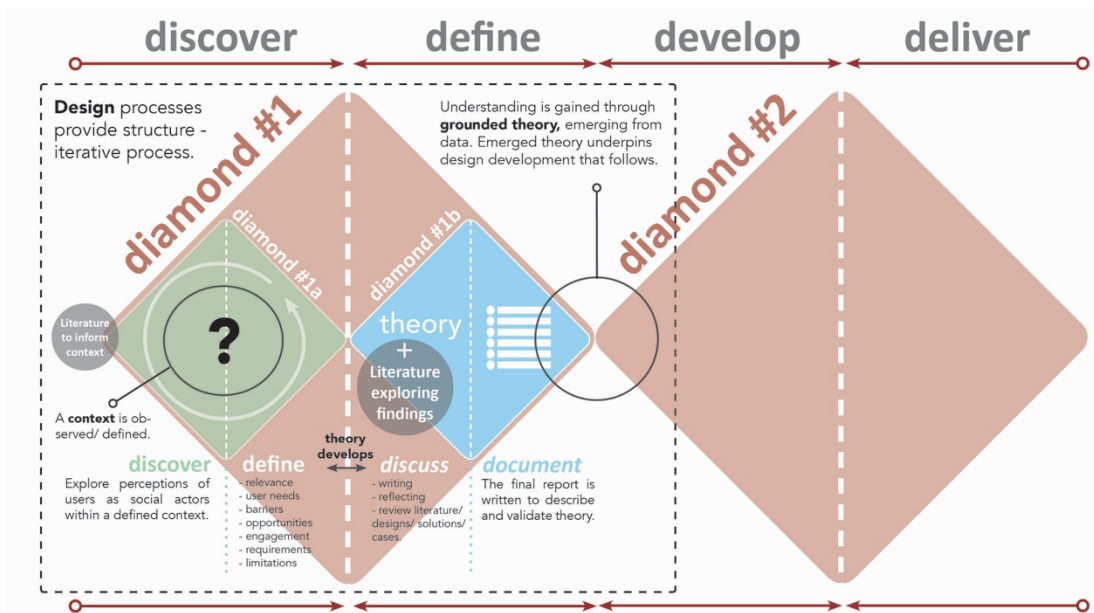 discover
define
develop
deliver
Design processes
provide structure -
iterative process.
Understanding is gained through
grounded theory, emerging from
data. Emerged theory underpins
design development that follows.
diamond #1
diamond #2
diamond #1a
diamond #1b
Literature
to inform
context
?
theory
+
Literature
exploring
findings
A context is ob-
served/ defined.
theory
develops
discover
Explore perceptions of
users as social actors
within a defined context.
define
- relevance
- user needs
- barriers
- opportunities
- engagement
- requirements
- limitations
discuss
- writing
- reflecting
- review literature/
designs/ solutions/
cases.
document
The final report is
written to describe
and validate theory.